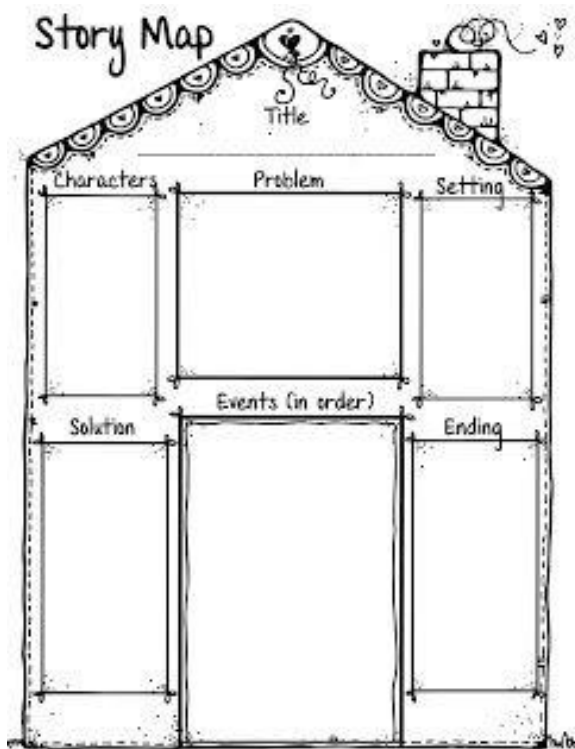 Story Map
Title
Characters
Problem
Setting
Events (in order)
Solution
Ending